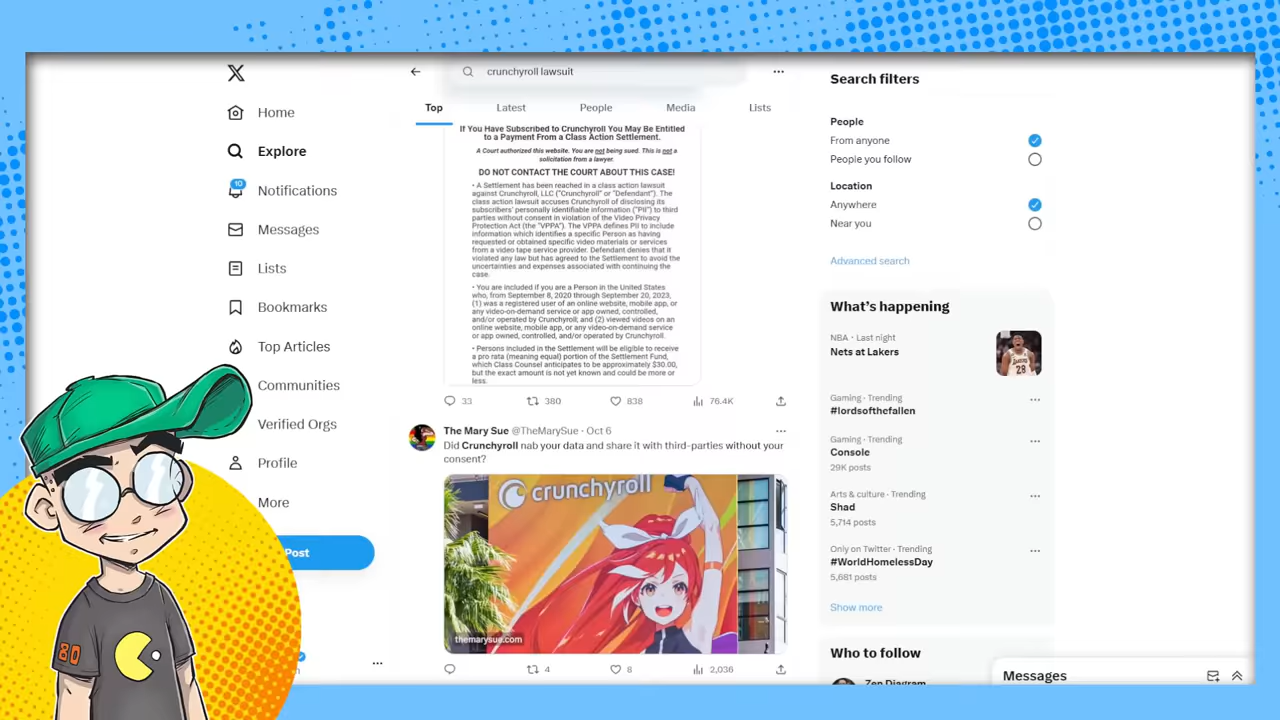 crunchyroll lawsuit
Top
Latest
People
Media
Lists
Home
Explore
10
Notifications
Messages
Lists
Bookmarks
Top Articles
Communities
Verified Orgs
Profile
More
Post
If You Have Subscribed to Crunchyroll You May Be Entitled
to a Payment From a Class Action Settlement.
A Court authorized this website. You are not being sued. This is not a
solicitation from a lawyer.
DO NOT CONTACT THE COURT ABOUT THIS CASE!
• A Settlement has been reached in a class action lawsuit
against Crunchyroll, LLC ("Crunchyroll" or "Defendant"). The
class action lawsuit accuses Crunchyroll of disclosing its
subscribers' personally identifiable information ("PII") to third
parties without consent in violation of the Video Privacy
Protection Act (the "VPPA"). The VPPA defines PII to include
information which identifies a specific Person as having
requested or obtained specific video materials or services
from a video tape service provider. Defendant denies that it
violated any law but has agreed to the Settlement to avoid the
uncertainties and expenses associated with continuing the
case.
• You are included if you are a Person in the United States
who, from September 8, 2020 through September 20, 2023,
(1) was a registered user of an online website, mobile app, or
any video-on-demand service or app owned, controlled,
and/or operated by Crunchyroll; and (2) viewed videos on an
online website, mobile app, or any video-on-demand service
or app owned, controlled, and/or operated by Crunchyroll.
• Persons included in the Settlement will be eligible to receive
a pro rata (meaning equal) portion of the Settlement Fund,
which Class Counsel anticipates to be approximately $30.00,
but the exact amount is not yet known and could be more or
less.
33
380
838
76.4K
The Mary Sue @TheMarySue · Oct 6
Did Crunchyroll nab your data and share it with third-parties without your
consent?
crunchyroll
themarysue.com
4
8
2,036
Search filters
People
From anyone
People you follow
Location
Anywhere
Near you
Advanced search
What's happening
NBA · Last night
Nets at Lakers
28
Gaming · Trending
#lordsofthefallen
Gaming · Trending
Console
29K posts
Arts & culture · Trending
Shad
5,714 posts
Only on Twitter · Trending
#WorldHomelessDay
5,681 posts
Show more
Who to follow
Zen Diagram
Messages
80